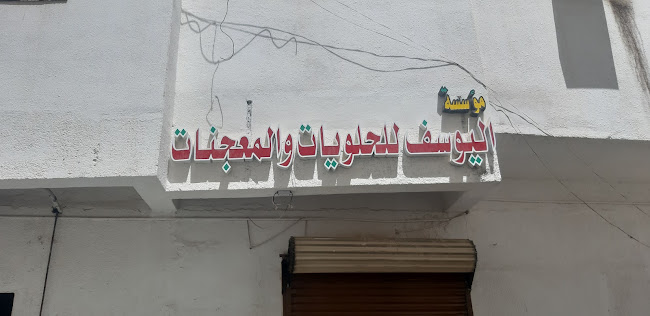 مؤسسة
اليوسف للحلويات والمعجنات